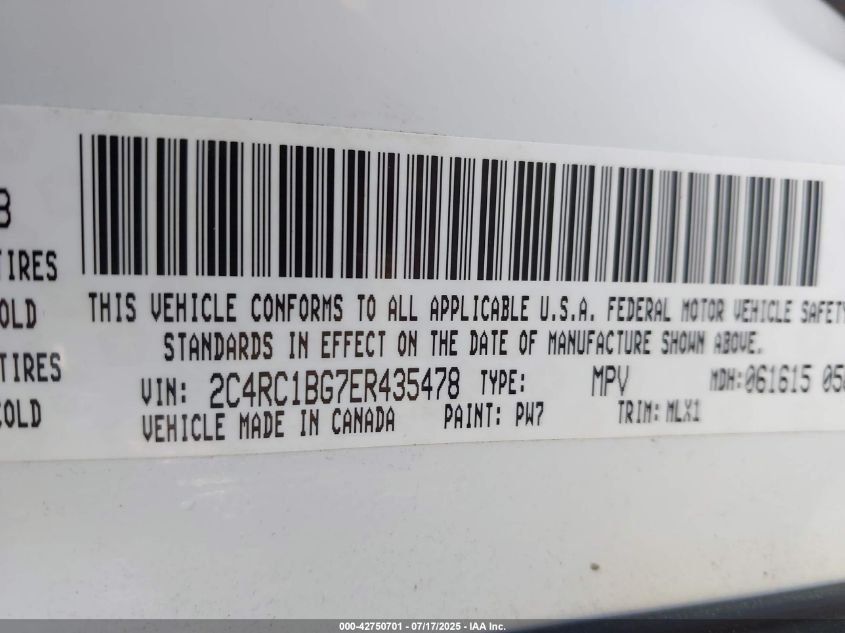 B
TIRES
THIS VEHICLE CONFORMS TO ALL APPLICABLE U.S.A. FEDERAL MOTOR VEHICLE SAFETY
OLD
STANDARDS IN EFFECT ON THE DATE OF MANUFACTURE SHOWN ABOVE.
TIRES
VIN: 2C4RC1BG7ER435478 TYPE: MPV MDH:061615 05
COLD
VEHICLE MADE IN CANADA PAINT: PW7 TRIM: MLX1
000-42750701 - 07/17/2025 - IAA Inc.